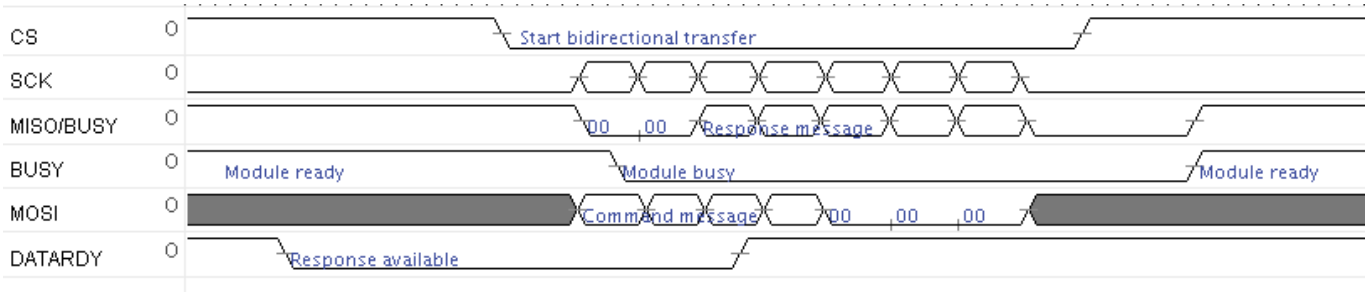 CS 0 Start bidirectional transfer
SCK 0
MISO/BUSY 0 00 00 Response message
BUSY 0 Module ready Module busy Module ready
MOSI 0 Command message 00 00 00
DATARDY 0 Response available